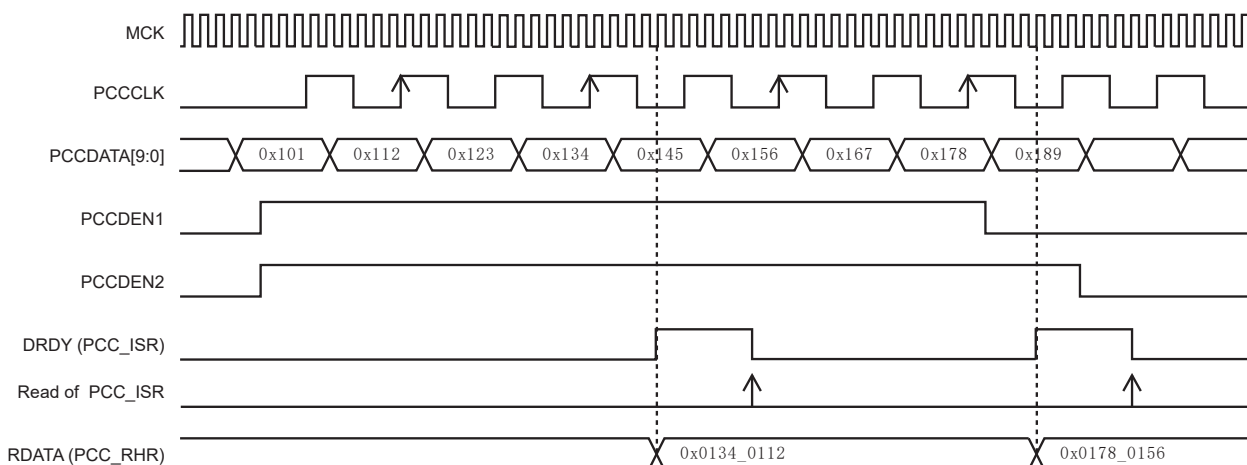 MCK
PCCCLK
PCCDATA[9:0] 0x101 0x112 0x123 0x134 0x145 0x156 0x167 0x178 0x189
PCCDEN1
PCCDEN2
DRDY (PCC_ISR)
Read of PCC_ISR
RDATA (PCC_RHR) 0x0134_0112 0x0178_0156